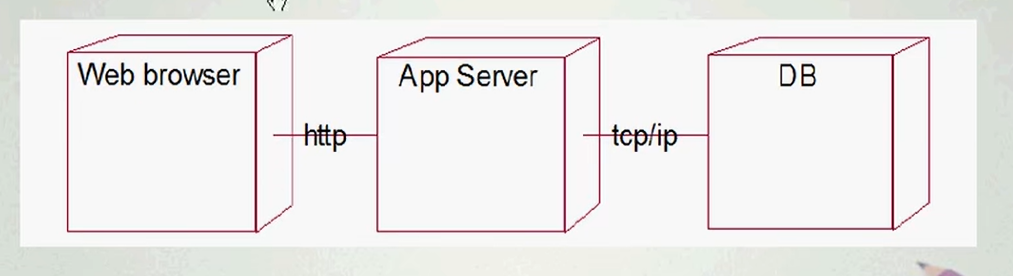 Web browser
http
App Server
tcp/ip
DB